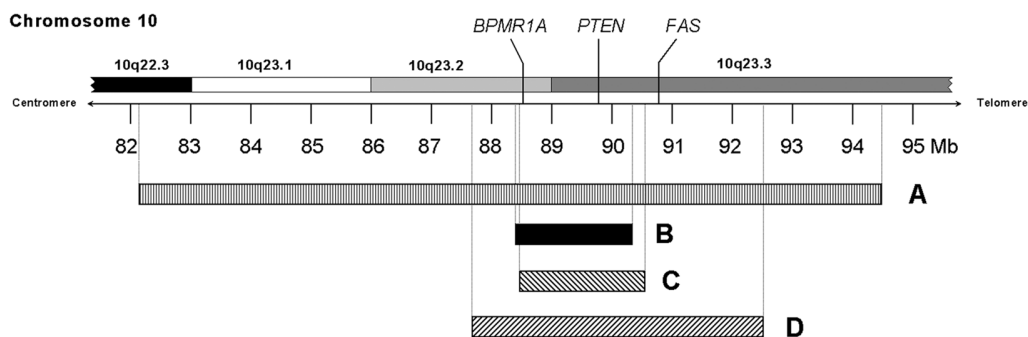 Chromosome 10
BPMR1A PTEN FAS
10q22.3 10q23.1 10q23.2 10q23.3
Centromere Telomere
82 83 84 85 86 87 88 89 90 91 92 93 94 95 Mb
A
B
C
D